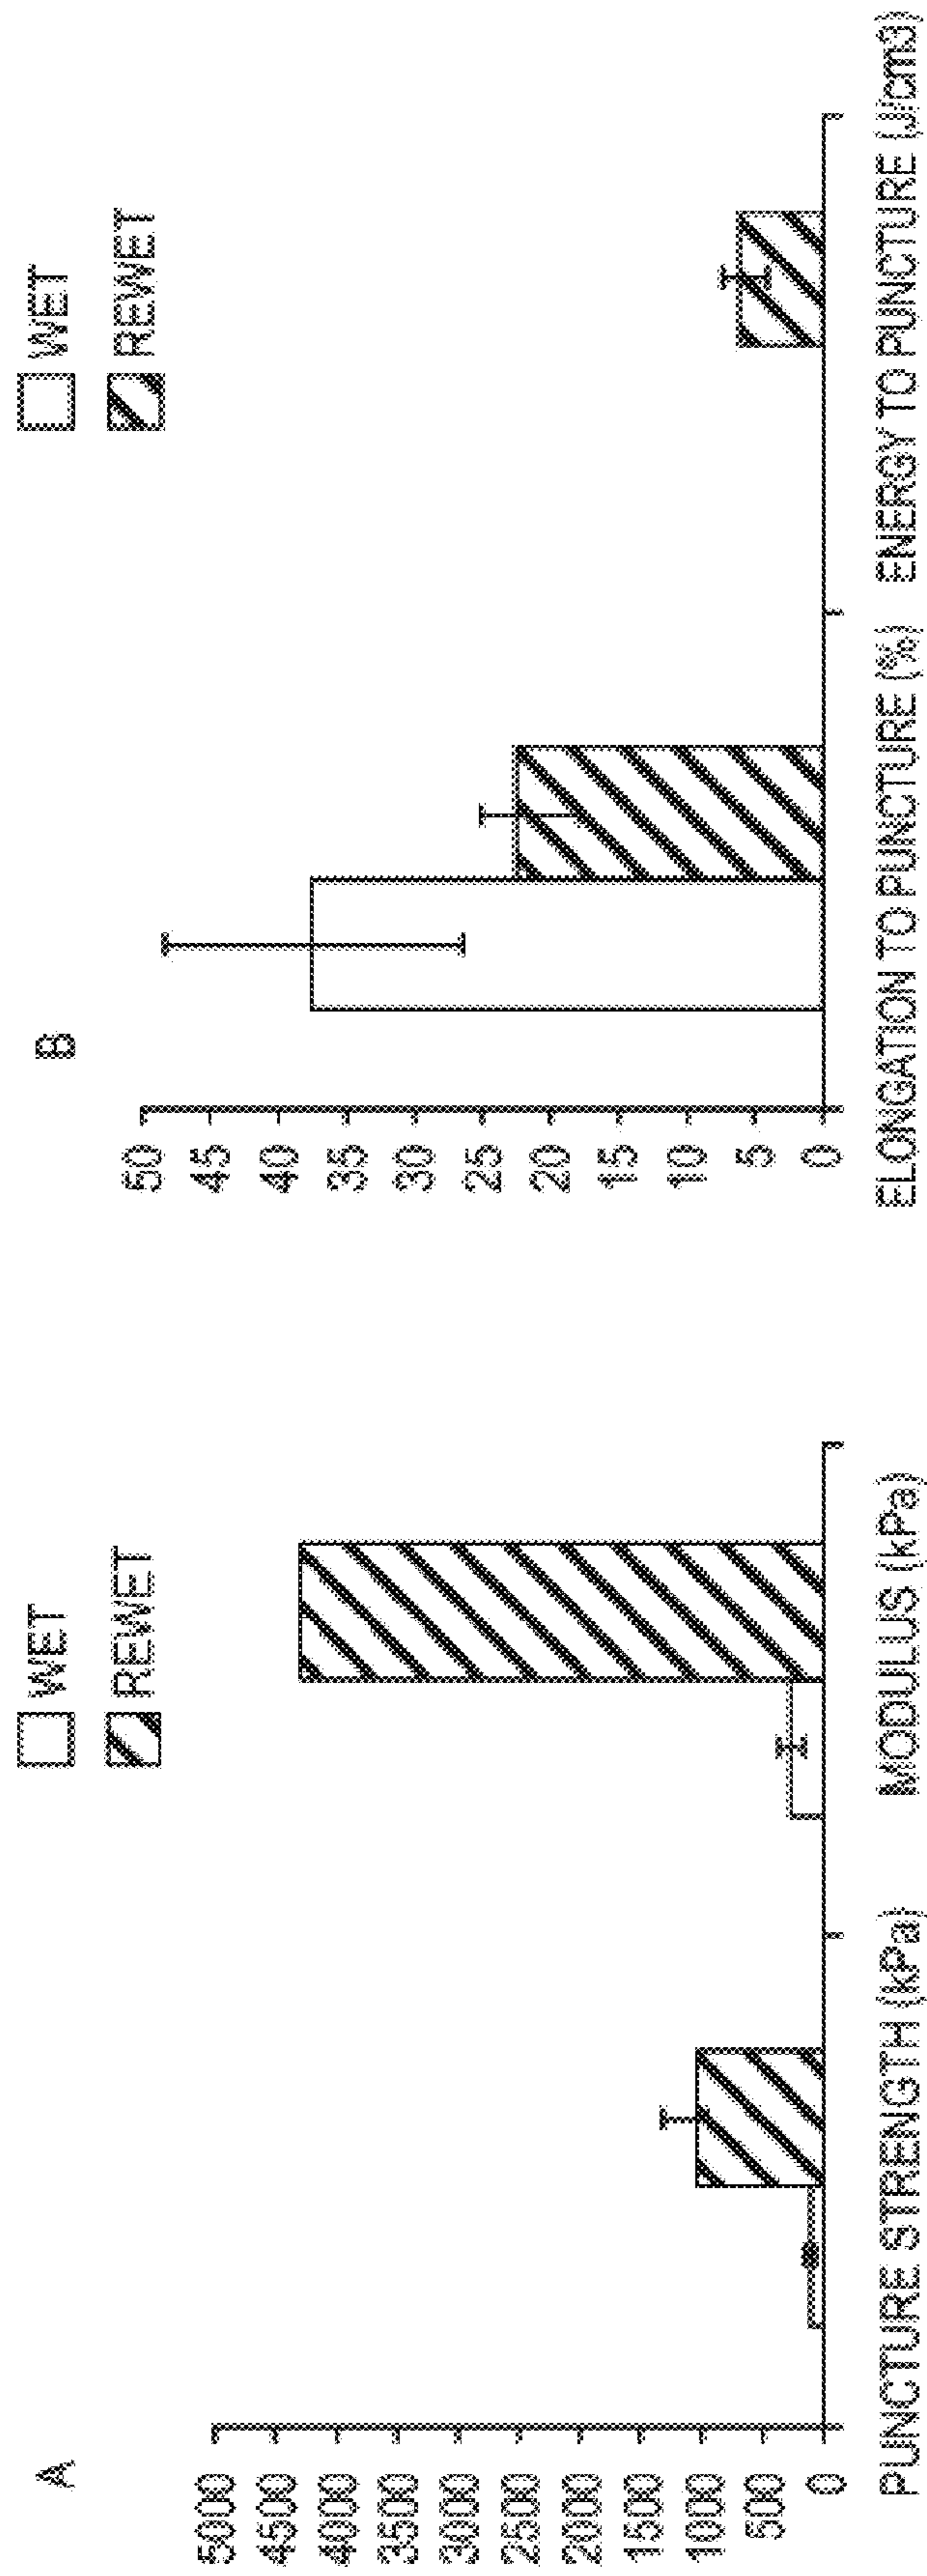 A
WET
REWET
5000
4500
4000
3500
3000
2500
2000
1500
1000
500
0
PUNCTURE STRENGTH (kPa)
MODULUS (kPa)
B
WET
REWET
50
45
40
35
30
25
20
15
10
5
0
ELONGATION TO PUNCTURE (%)
ENERGY TO PUNCTURE (J/cm3)